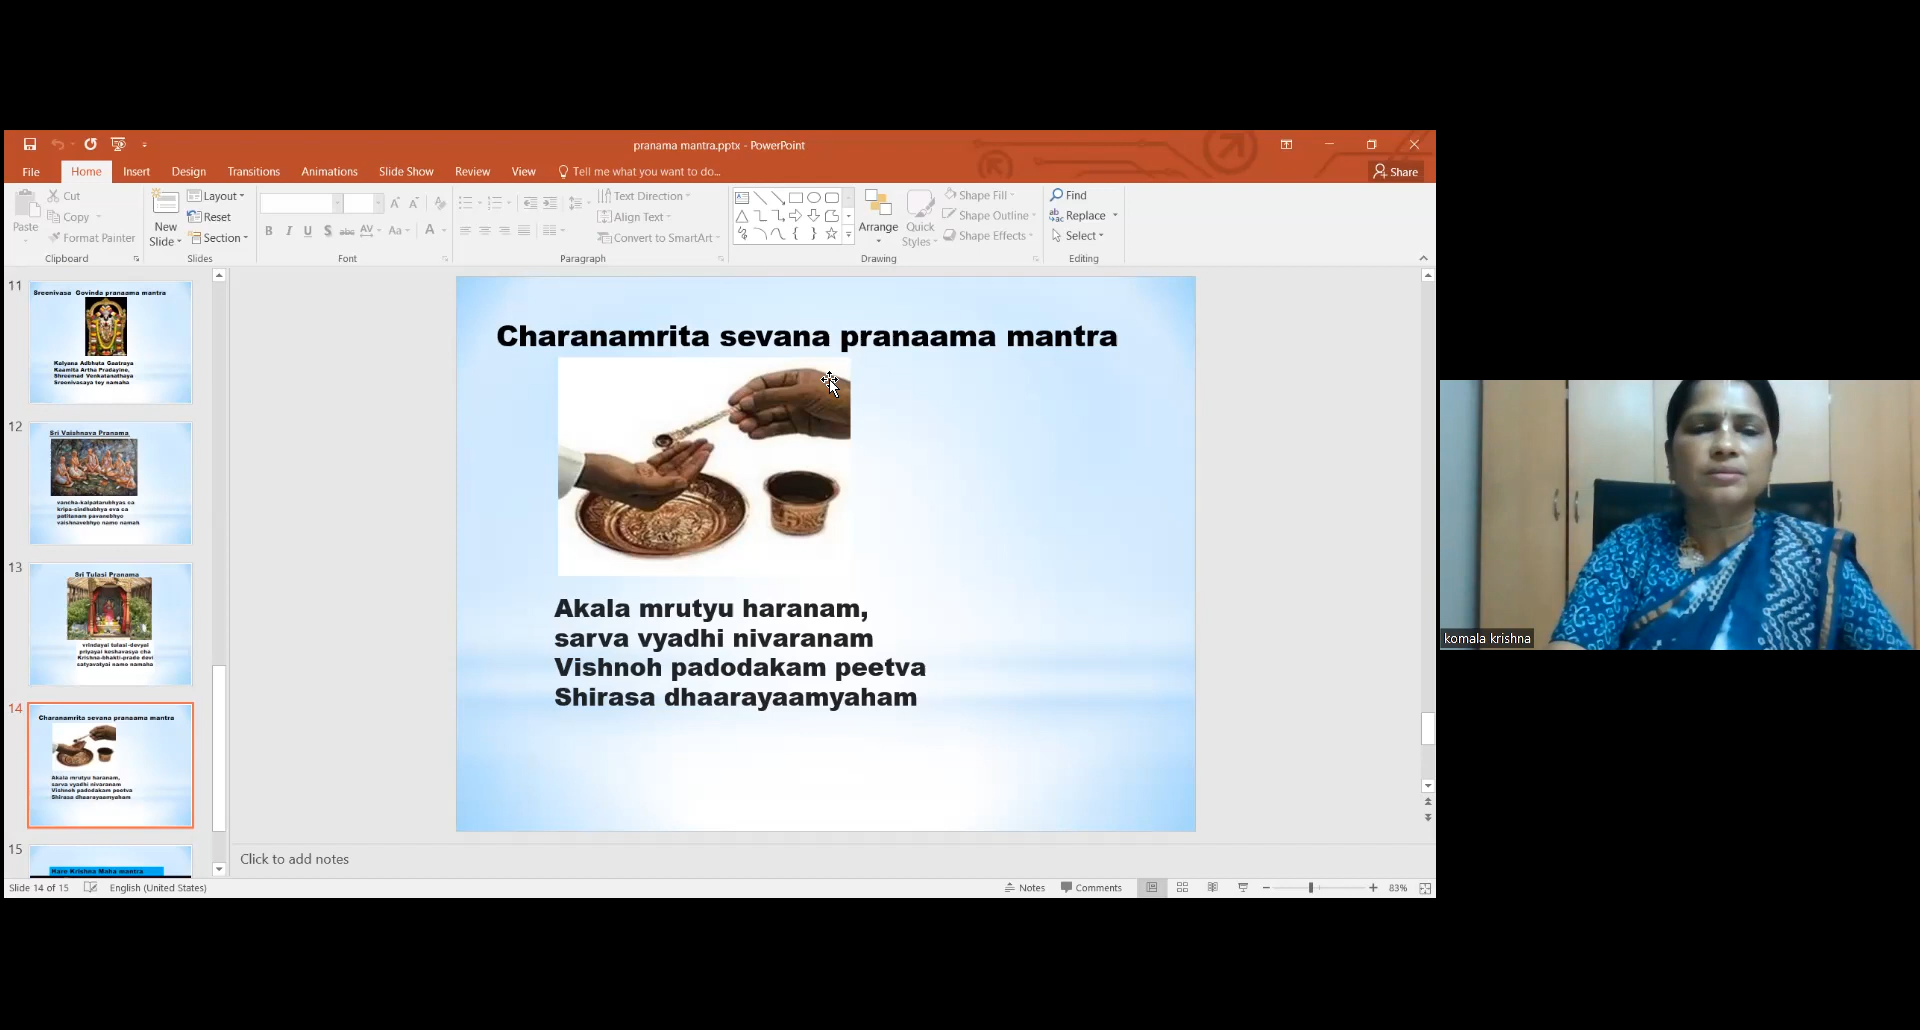 pranama mantra.pptx - PowerPoint
File Home Insert Design Transitions Animations Slide Show Review View Tell me what you want to do... Share
Paste Cut Copy Format Painter Clipboard
New Slide Layout Reset Section Slides
B I U S abc AV Aa A Font
Text Direction Align Text Convert to SmartArt Paragraph
Arrange Quick Styles Shape Fill Shape Outline Shape Effects Drawing
Find Replace Select Editing
11
Sreenivasa Govinda pranaama mantra
Kalyana Adbhuta Gaatraya
Kaamita Artha Pradayine,
Shreemad Venkatanathaya
Sreenivasaya tey namaha
12
Sri Vaishnava Pranama
vancha-kalpatarubhyas ca
kripa-sindhubhya eva ca
patitanam pavanebhyo
vaishnavebhyo namo namah
13
Sri Tulasi Pranama
vrindayai tulasi-devyai
priyayai keshavasya cha
Krishna-bhakti-prade devi
satyavatyai namo namaha
14
Charanamrita sevana pranaama mantra
Akala mrutyu haranam,
sarva vyadhi nivaranam
Vishnoh padodakam peetva
Shirasa dhaarayaamyaham
15
Hare Krishna Maha mantra
Charanamrita sevana pranaama mantra
Akala mrutyu haranam,
sarva vyadhi nivaranam
Vishnoh padodakam peetva
Shirasa dhaarayaamyaham
Click to add notes
Slide 14 of 15 English (United States) Notes Comments 83%
komala krishna